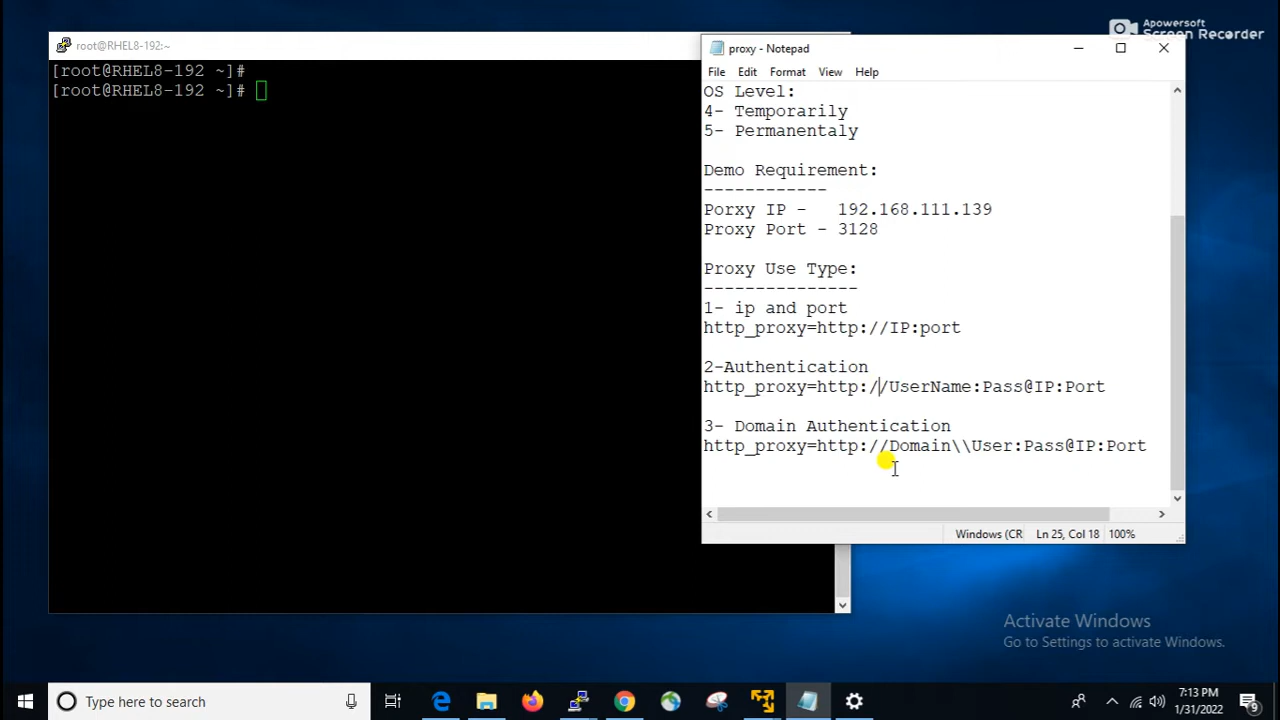 Apowersoft
Screen Recorder
root@RHEL8-192:~
[root@RHEL8-192 ~]#
[root@RHEL8-192 ~]#
proxy - Notepad
File Edit Format View Help
OS Level:
4- Temporarily
5- Permanentaly
Demo Requirement:
------------
Porxy IP - 192.168.111.139
Proxy Port - 3128
Proxy Use Type:
---------------
1- ip and port
http_proxy=http://IP:port
2-Authentication
http_proxy=http://UserName:Pass@IP:Port
3- Domain Authentication
http_proxy=http://Domain\\User:Pass@IP:Port
Windows (CR Ln 25, Col 18 100%
Activate Windows
Go to Settings to activate Windows.
Type here to search
7:13 PM
1/31/2022
9